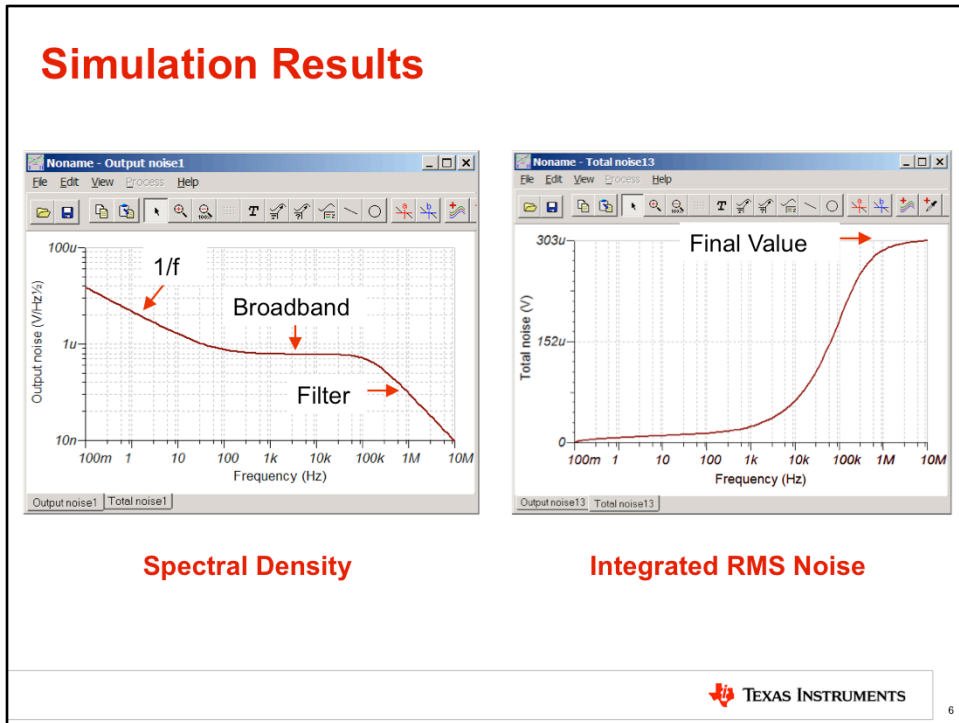 Simulation Results
Noname - Output noise1
File Edit View Process Help
T
100u
1u
10n
Output noise (V/Hz½)
1/f
Broadband
Filter
100m 1 10 100 1k 10k 100k 1M 10M
Frequency (Hz)
Output noise1 Total noise1
Noname - Total noise13
File Edit View Process Help
T
303u
152u
0
Total noise (V)
Final Value
100m 1 10 100 1k 10k 100k 1M 10M
Frequency (Hz)
Output noise13 Total noise13
Spectral Density
Integrated RMS Noise
TEXAS INSTRUMENTS
6